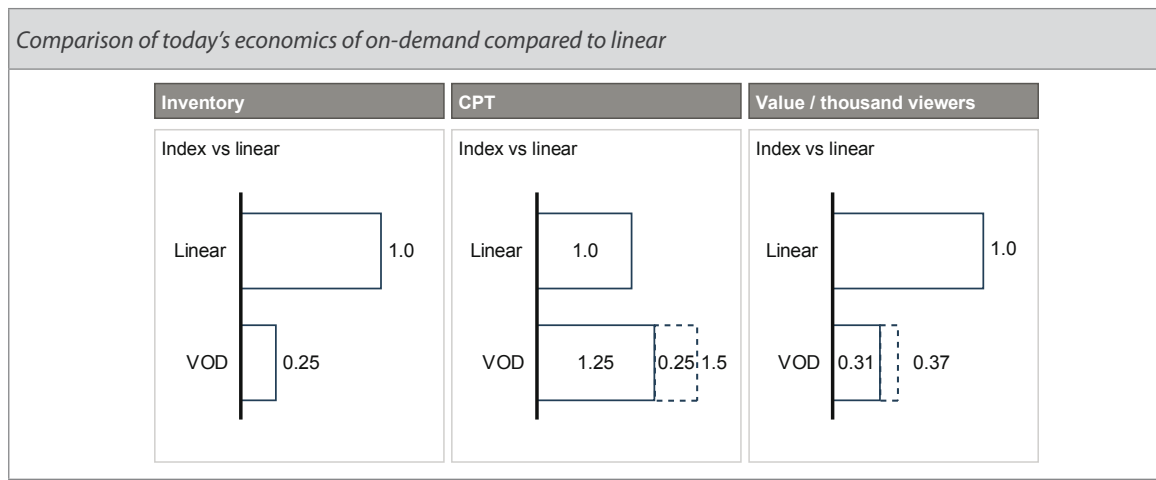 Comparison of today's economics of on-demand compared to linear
Inventory
Index vs linear
Linear 1.0
VOD 0.25
CPT
Index vs linear
Linear 1.0
VOD 1.25 0.25 1.5
Value / thousand viewers
Index vs linear
Linear 1.0
VOD 0.31 0.37